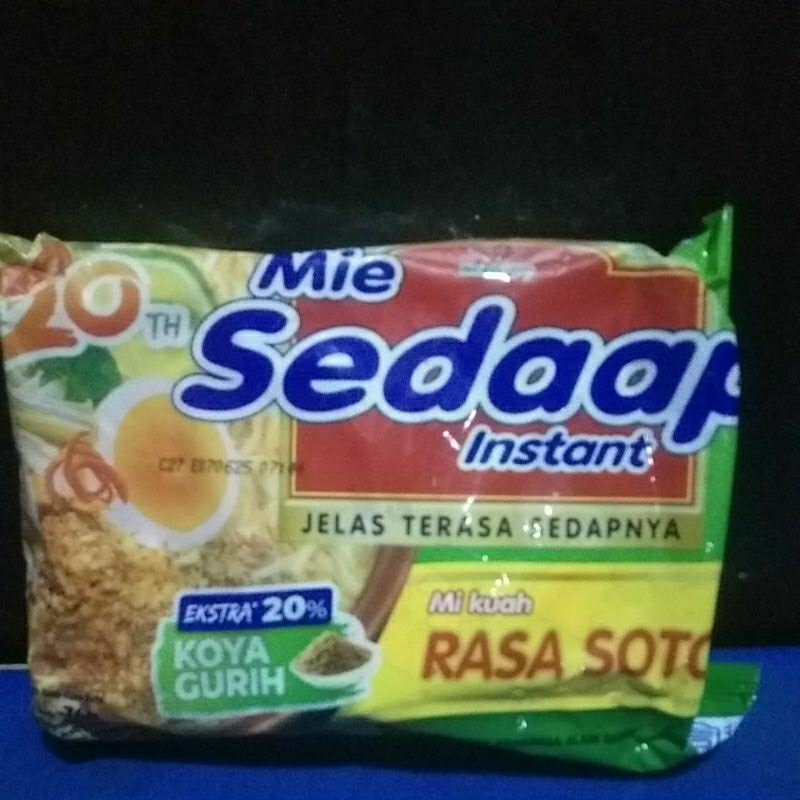 20TH
Mie
Sedaap
Instant
JELAS TERASA SEDAPNYA
EKSTRA* 20%
KOYA
GURIH
Mi kuah
RASA SOTO